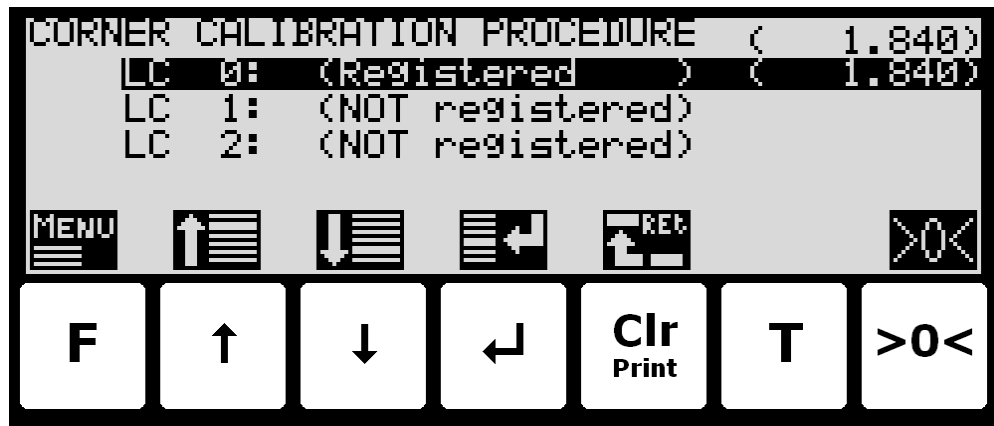 CORNER CALIBRATION PROCEDURE ( 1.840)
LC 0: (Registered ) ( 1.840)
LC 1: (NOT registered)
LC 2: (NOT registered)
MENU RET >0<
F ↑ ↓ ↵ Clr T >0<
Print